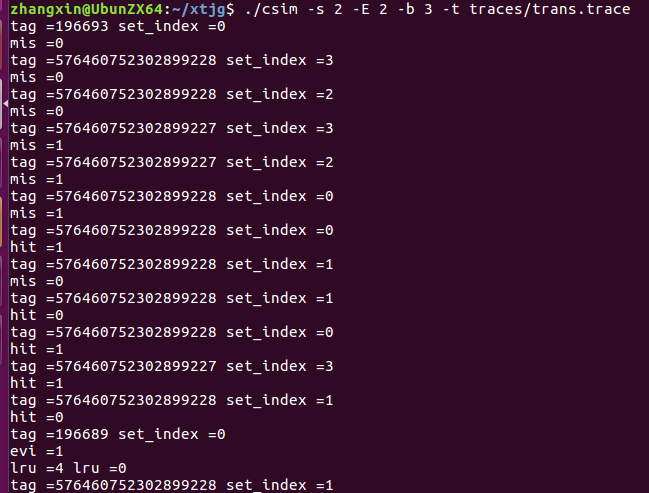 zhangxin@UbunZX64:~/xtjg$ ./csim -s 2 -E 2 -b 3 -t traces/trans.trace
tag =196693 set_index =0
mis =0
tag =576460752302899228 set_index =3
mis =0
tag =576460752302899228 set_index =2
mis =0
tag =576460752302899227 set_index =3
mis =1
tag =576460752302899227 set_index =2
mis =1
tag =576460752302899228 set_index =0
mis =1
tag =576460752302899228 set_index =0
hit =1
tag =576460752302899228 set_index =1
mis =0
tag =576460752302899228 set_index =1
hit =0
tag =576460752302899228 set_index =0
hit =1
tag =576460752302899227 set_index =3
hit =1
tag =576460752302899228 set_index =1
hit =0
tag =196689 set_index =0
evi =1
lru =4 lru =0
tag =576460752302899228 set_index =1